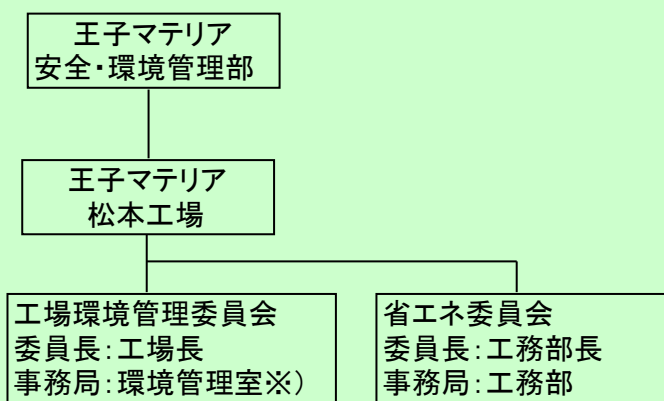 王子マテリア
安全・環境管理部
王子マテリア
松本工場
工場環境管理委員会
委員長:工場長
事務局:環境管理室※)
省エネ委員会
委員長:工務部長
事務局:工務部